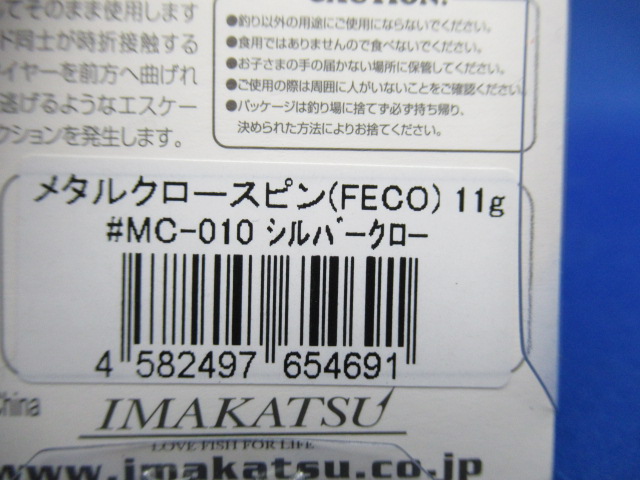 てそのまま使用します
ド同士が時折接触する
イヤーを前方へ曲げれ
逃げるようなエスケー
クションを発生します。
CAUTION!
●釣り以外の用途にご使用にならないでください。
●食用ではありませんので食べないでください。
●お子さまの手の届かない場所に保管してください。
●ご使用の際は周囲に人がいないことをご確認ください。
●パッケージは釣り場に捨てず必ず持ち帰り、
決められた方法によりお捨てください。
メタルクロースピン(FECO) 11g
#MC-010 シルバークロー
4 582497 654691
China
IMAKATSU
LOVE FISH FOR LIFE
www.imakatsu.co.jp